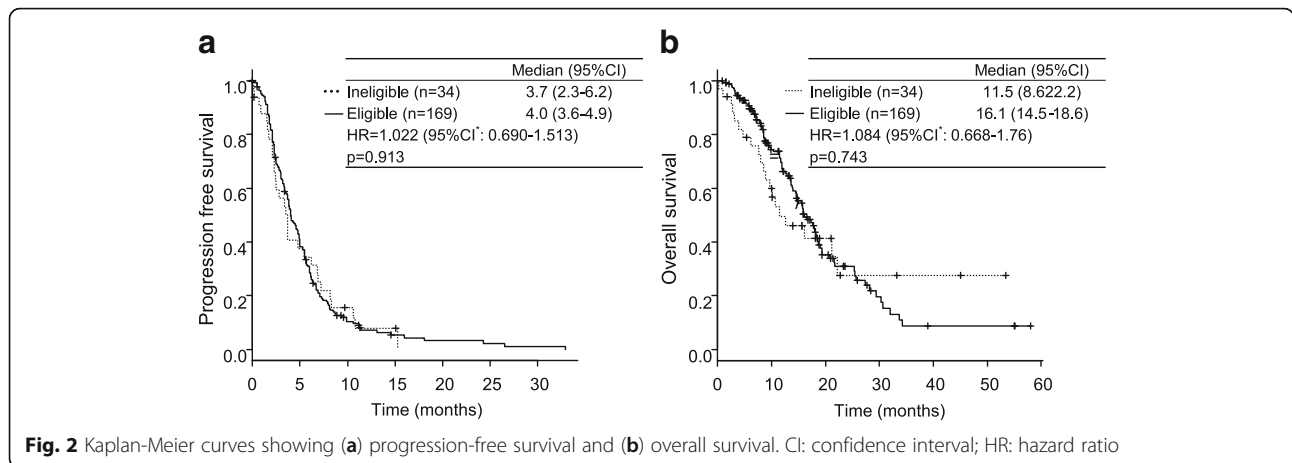 a
Median (95%CI)
Ineligible (n=34) 3.7 (2.3-6.2)
Eligible (n=169) 4.0 (3.6-4.9)
HR=1.022 (95%CI*: 0.690-1.513)
p=0.913
Progression free survival
1.0
0.8
0.6
0.4
0.2
0.0
0 5 10 15 20 25 30
Time (months)
b
Median (95%CI)
Ineligible (n=34) 11.5 (8.622.2)
Eligible (n=169) 16.1 (14.5-18.6)
HR=1.084 (95%CI*: 0.668-1.76)
p=0.743
Overall survival
1.0
0.8
0.6
0.4
0.2
0.0
0 10 20 30 40 50 60
Time (months)
Fig. 2 Kaplan-Meier curves showing (a) progression-free survival and (b) overall survival. CI: confidence interval; HR: hazard ratio